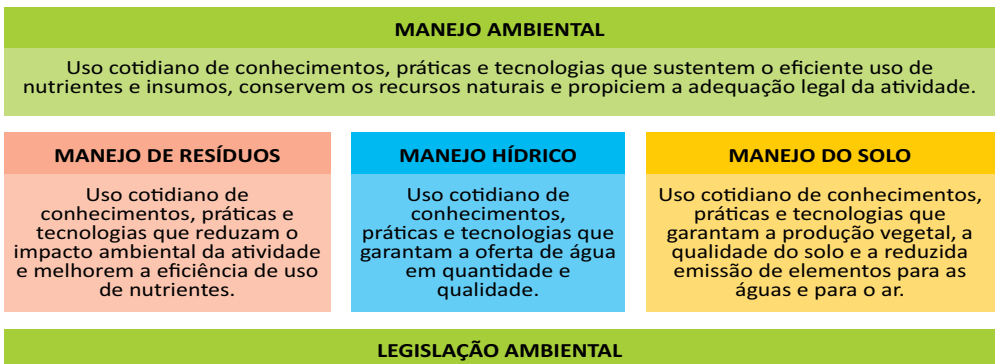 MANEJO AMBIENTAL
Uso cotidiano de conhecimentos, práticas e tecnologias que sustentem o eficiente uso de
nutrientes e insumos, conservem os recursos naturais e propiciem a adequação legal da atividade.
MANEJO DE RESÍDUOS
Uso cotidiano de
conhecimentos, práticas e
tecnologias que reduzam o
impacto ambiental da atividade
e melhorem a eficiência de uso
de nutrientes.
MANEJO HÍDRICO
Uso cotidiano de
conhecimentos,
práticas e tecnologias que
garantam a oferta de água
em quantidade e
qualidade.
MANEJO DO SOLO
Uso cotidiano de conhecimentos,
práticas e tecnologias que
garantam a produção vegetal, a
qualidade do solo e a reduzida
emissão de elementos para as
águas e para o ar.
LEGISLAÇÃO AMBIENTAL